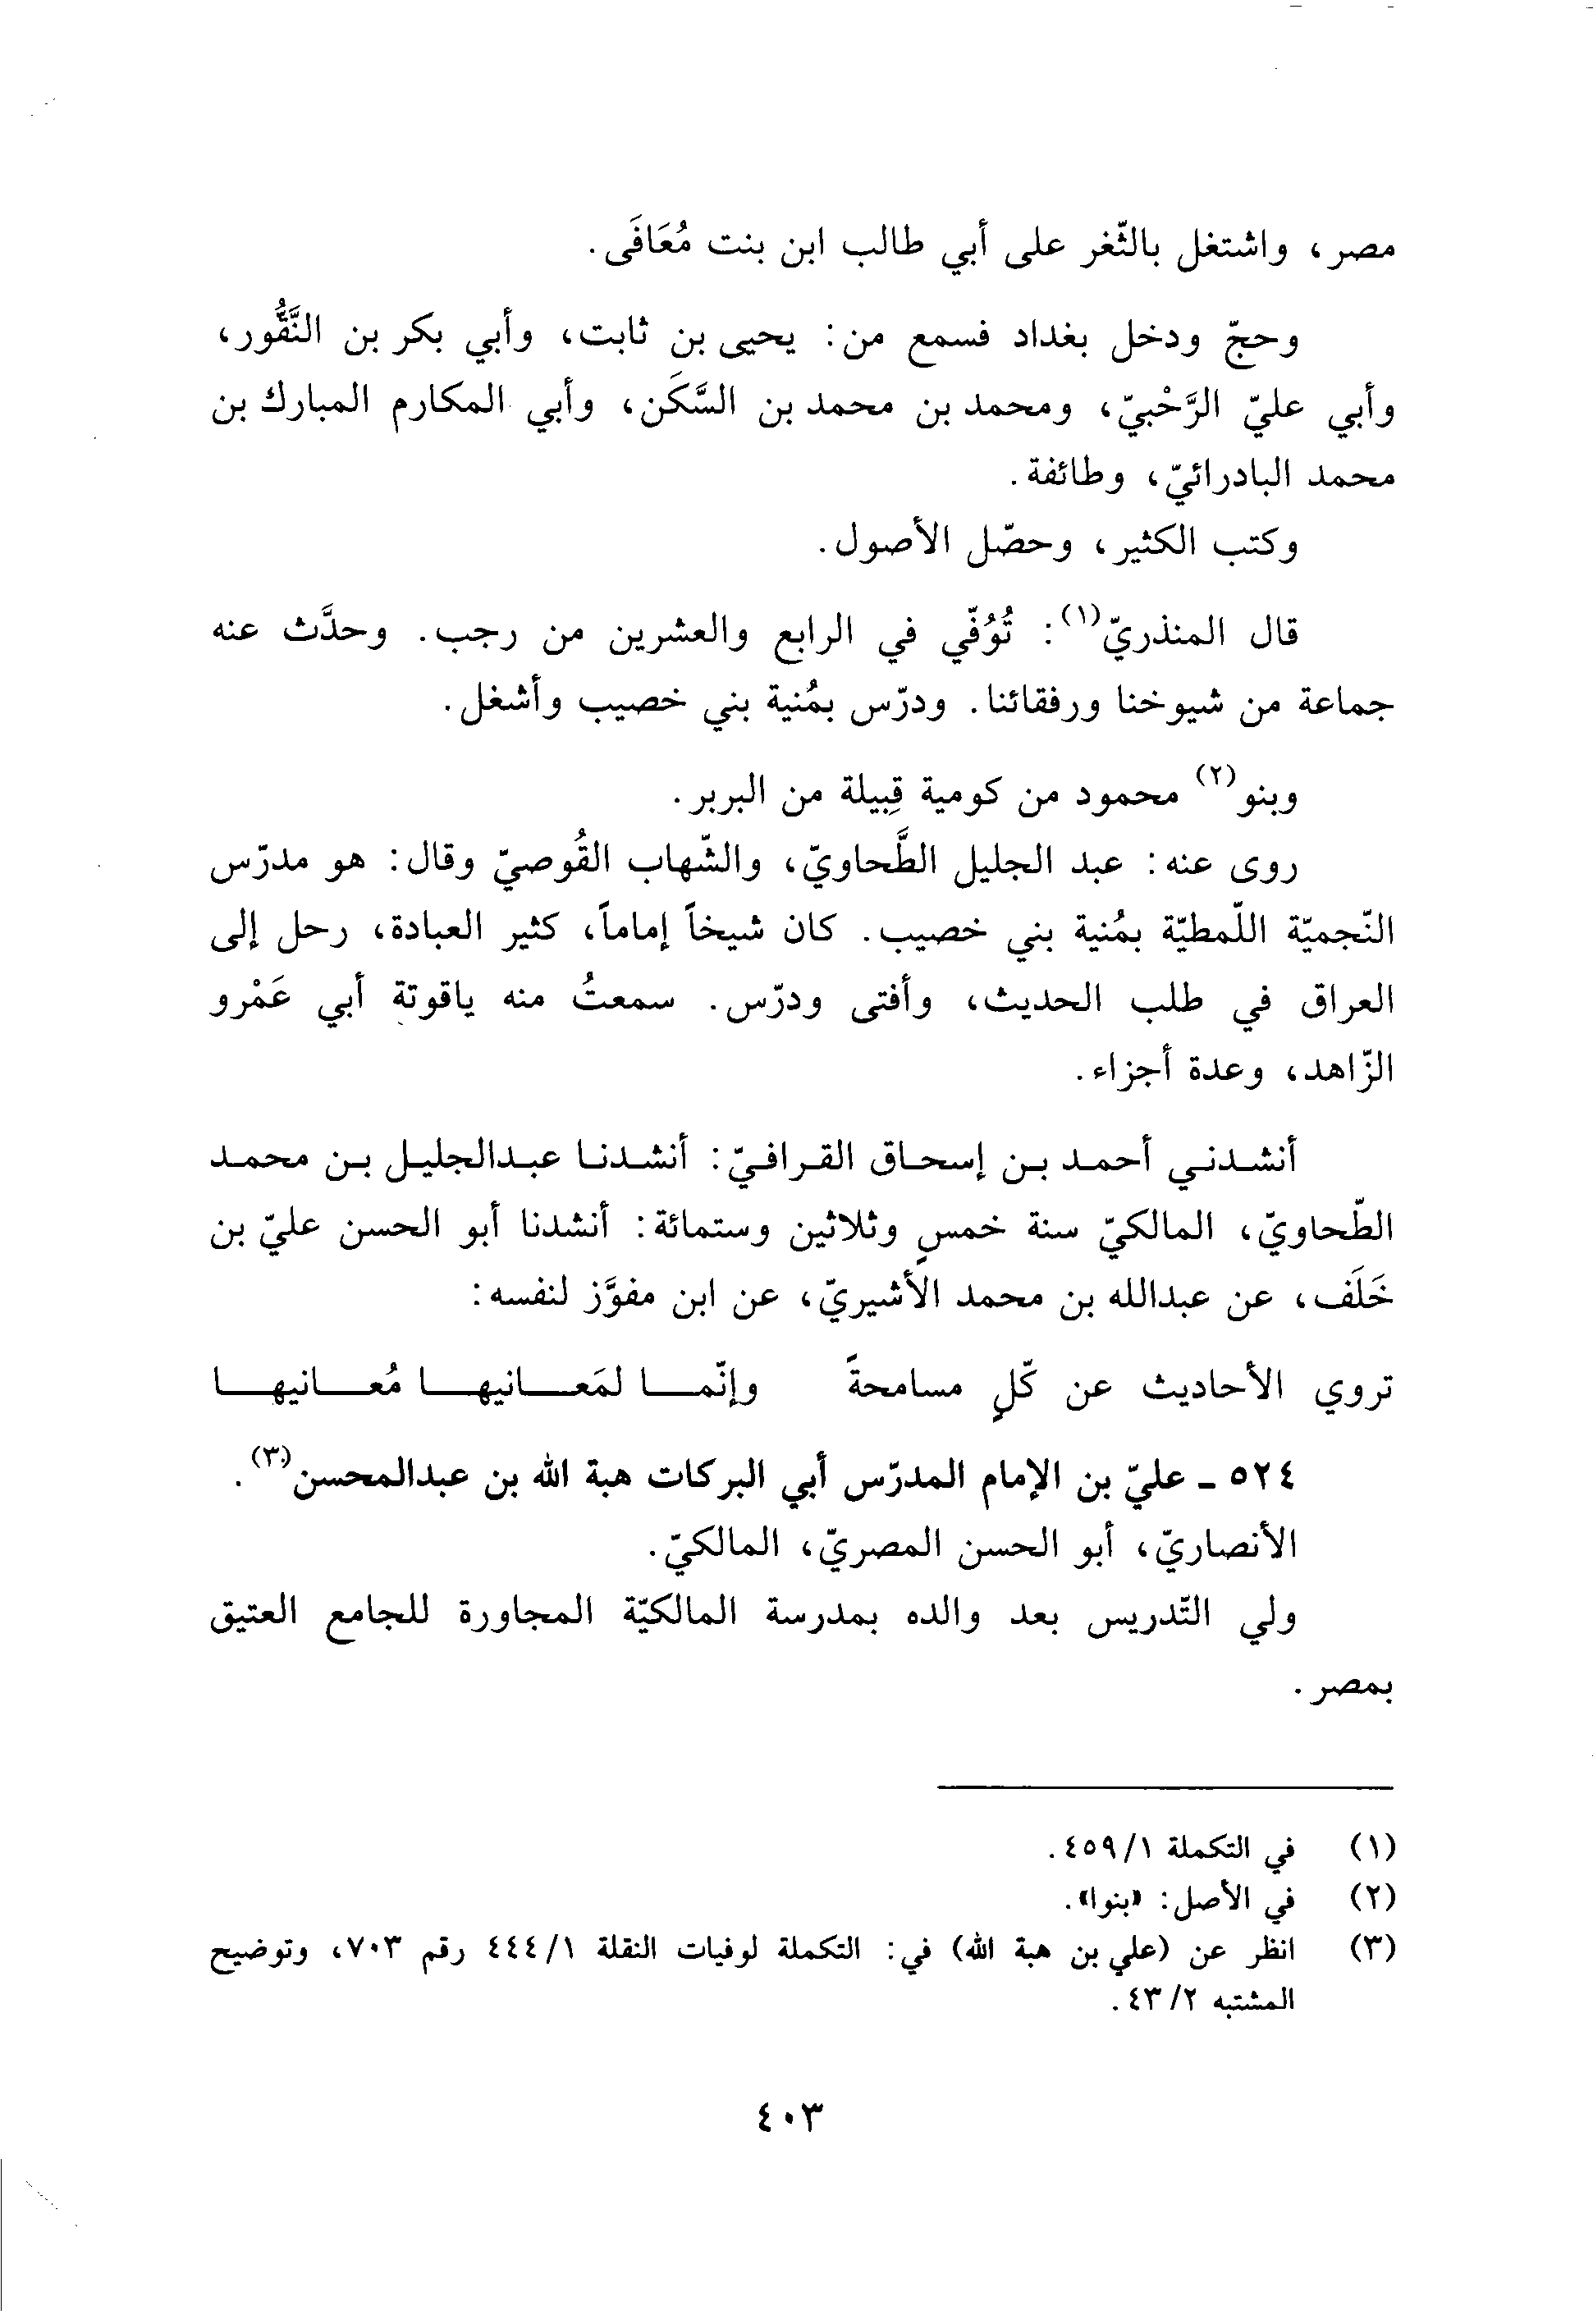 مصر، واشتغل بالثّغر على أبي طالب ابن بنت مُعَافَى.
وحجّ ودخل بغداد فسمع من: يحيى بن ثابت، وأبي بكر بن النَّقُّور،
وأبي عليّ الرَّحْبيّ، ومحمد بن محمد بن السَّكَن، وأبي المكارم المبارك بن
محمد البادرائيّ، وطائفة.
وكتب الكثير، وحصّل الأصول.
قال المنذريّ(١): تُوُفّي في الرابع والعشرين من رجب. وحدَّث عنه
جماعة من شيوخنا ورفقائنا. ودرّس بمُنية بني خصيب وأشغل.
وبنو(٢) محمود من كومية قِبيلة من البربر.
روى عنه: عبد الجليل الطَّحاويّ، والشّهاب القُوصيّ وقال: هو مدرّس
النّجميّة اللّمطيّة بمُنية بني خصيب. كان شيخاً إماماً، كثير العبادة، رحل إلى
العراق في طلب الحديث، وأفتى ودرّس. سمعتُ منه ياقوتة أبي عَمْرو
الزّاهد، وعدة أجزاء.
أنشدني أحمد بن إسحاق القرافيّ: أنشدنا عبدالجليل بن محمد
الطّحاويّ، المالكيّ سنة خمسٍ وثلاثين وستمائة: أنشدنا أبو الحسن عليّ بن
خَلَف، عن عبدالله بن محمد الأشيريّ، عن ابن مفوَّز لنفسه:
تروي الأحاديث عن كّلٍ مسامحةً وإنّما لمَعانيها مُعانيها
٥٢٤ ـ عليّ بن الإمام المدرّس أبي البركات هبة الله بن عبدالمحسن(٣).
الأنصاريّ، أبو الحسن المصريّ، المالكيّ.
ولي التّدريس بعد والده بمدرسة المالكيّة المجاورة للجامع العتيق
بمصر.
(١) في التكملة ١/ ٤٥٩.
(٢) في الأصل: «بنوا».
(٣) انظر عن (علي بن هبة الله) في: التكملة لوفيات النقلة ١/ ٤٤٤ رقم ٧٠٣، وتوضيح
المشتبه ٢/ ٤٣.
٤٠٣